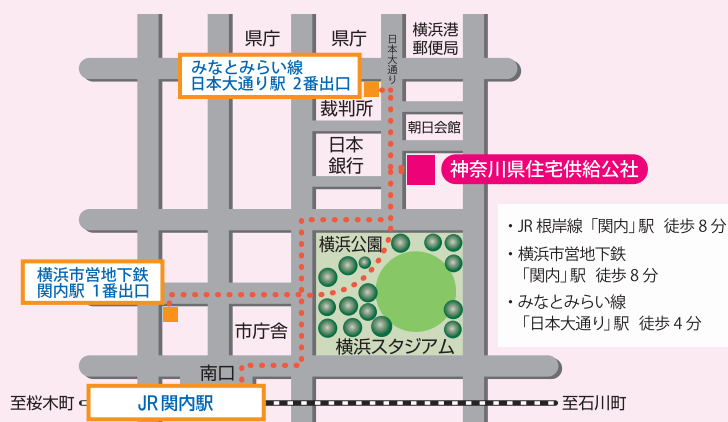 県庁
県庁
横浜港
郵便局
日本大通り
みなとみらい線
日本大通り駅 2番出口
裁判所
朝日会館
日本
銀行
神奈川県住宅供給公社
・JR根岸線「関内」駅 徒歩8分
・横浜市営地下鉄
「関内」駅 徒歩8分
・みなとみらい線
「日本大通り」駅 徒歩4分
横浜公園
横浜市営地下鉄
関内駅 1番出口
市庁舎
横浜スタジアム
南口
至桜木町
JR関内駅
至石川町